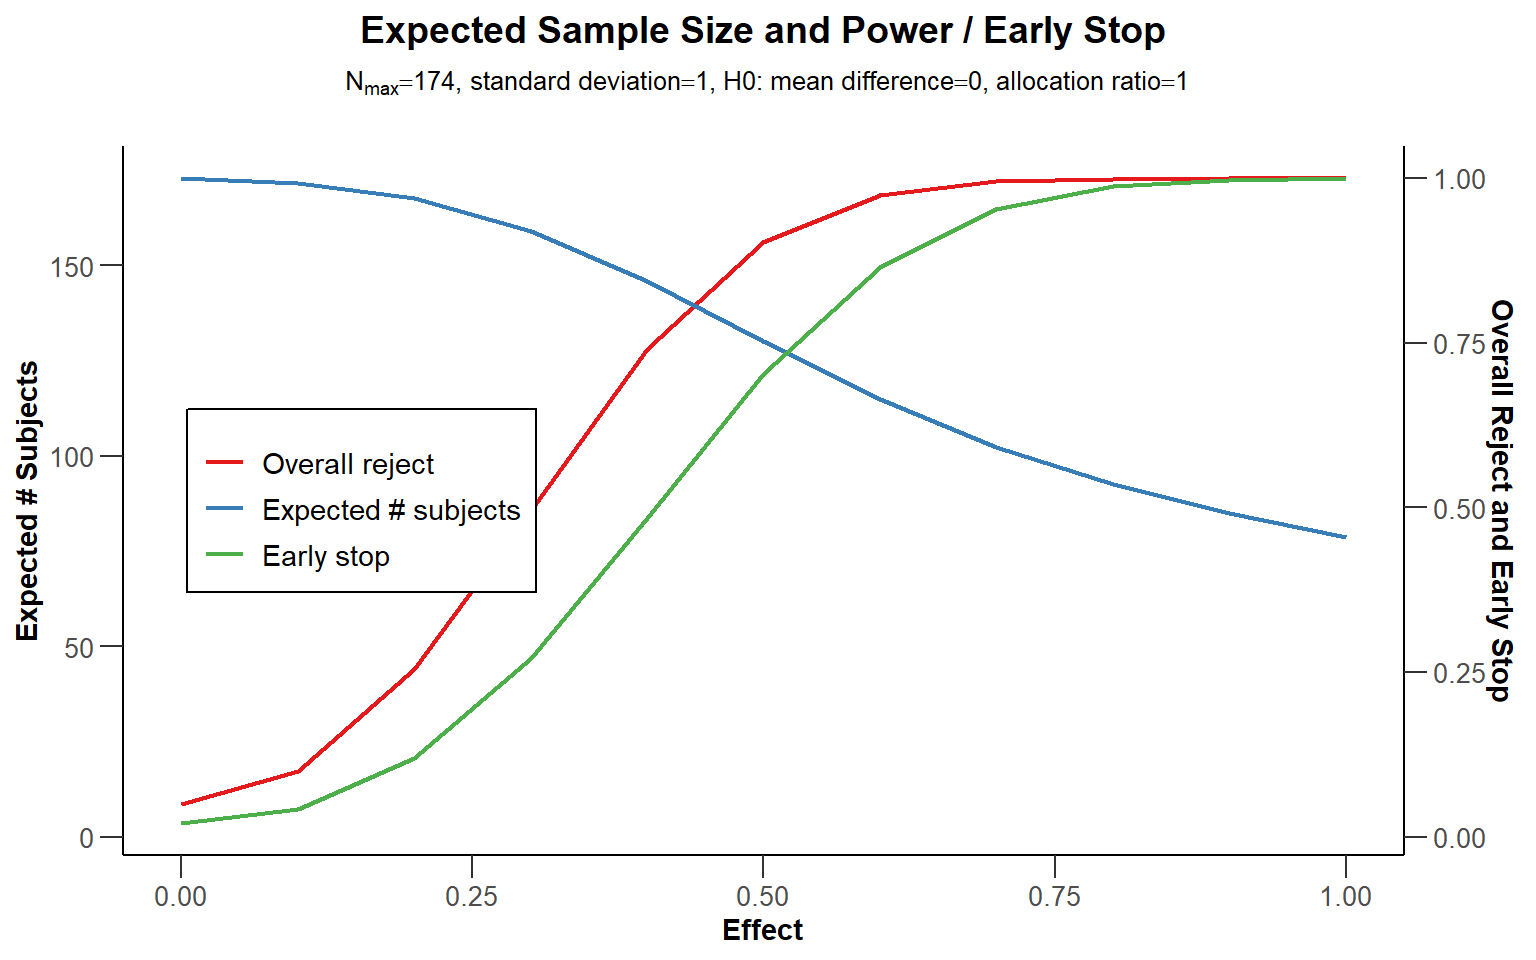 Expected Sample Size and Power / Early Stop
Nmax=174, standard deviation=1, H0: mean difference=0, allocation ratio=1
Expected # Subjects
150
100
50
0
Overall reject
Expected # subjects
Early stop
1.00
0.75
0.50
0.25
0.00
Overall Reject and Early Stop
0.00 0.25 0.50 0.75 1.00
Effect